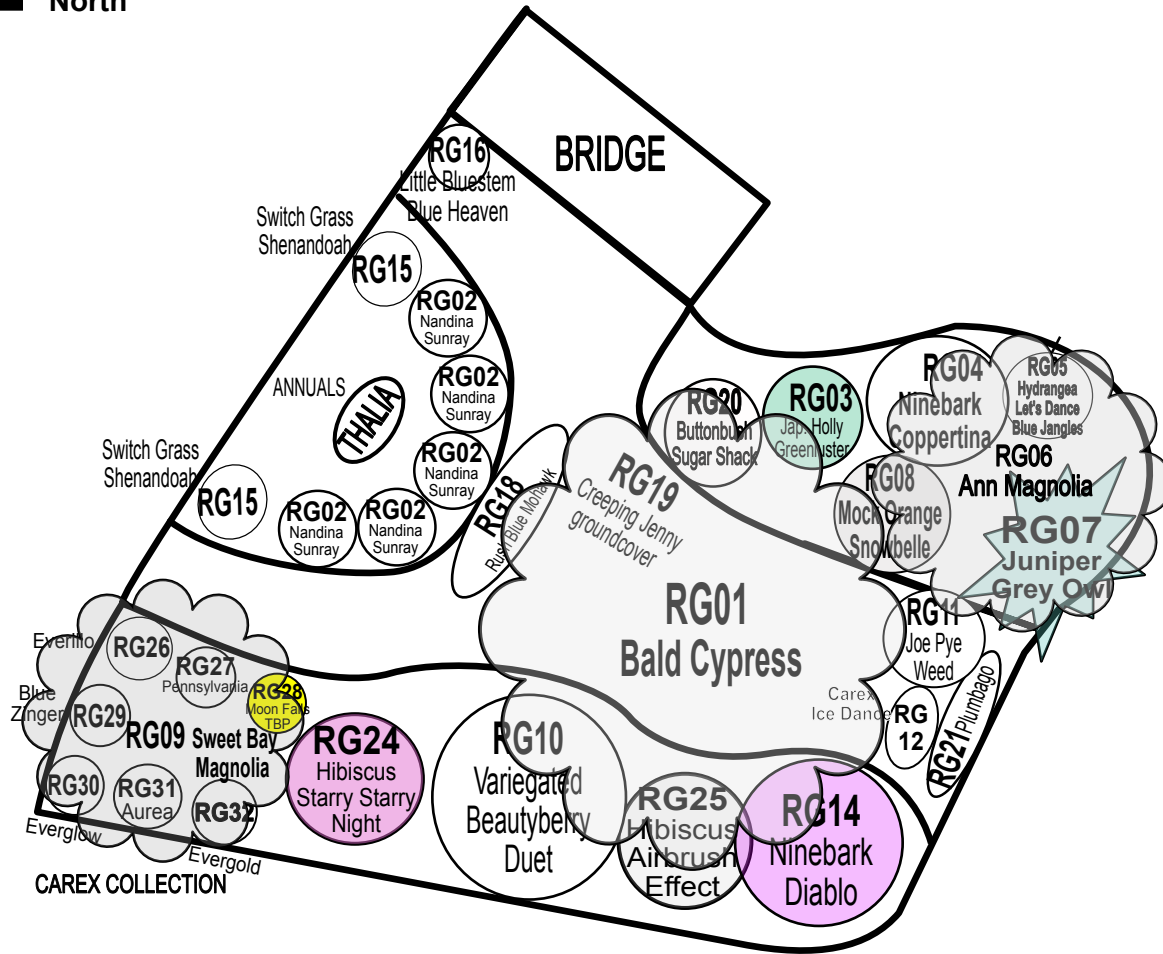 North
BRIDGE
RG16
Little Bluestem
Blue Heaven
Switch Grass
Shenandoah
RG15
RG02
Nandina
Sunray
RG02
Nandina
Sunray
ANNUALS
THALIA
RG02
Nandina
Sunray
Switch Grass
Shenandoah
RG15
RG02
Nandina
Sunray
RG02
Nandina
Sunray
RG18
Rush Blue Mohawk
RG19
Creeping Jenny
groundcover
RG20
Buttonbush
Sugar Shack
RG03
Jap. Holly
Greenluster
RG04
Ninebark
Coppertina
RG05
Hydrangea
Let's Dance
Blue Jangles
RG06
Ann Magnolia
RG08
Mock Orange
Snowbelle
RG07
Juniper
Grey Owl
RG01
Bald Cypress
RG11
Joe Pye
Weed
Carex
Ice Dance
RG
12
RG21 Plumbago
Everillo
RG26
RG27
Pennsylvania
RG28
Moon Falls
TBP
Blue
Zinger
RG29
RG09 Sweet Bay
Magnolia
RG30
RG31
Aurea
RG32
Everglow
Evergold
CAREX COLLECTION
RG24
Hibiscus
Starry Starry
Night
RG10
Variegated
Beautyberry
Duet
RG25
Hibiscus
Airbrush
Effect
RG14
Ninebark
Diablo